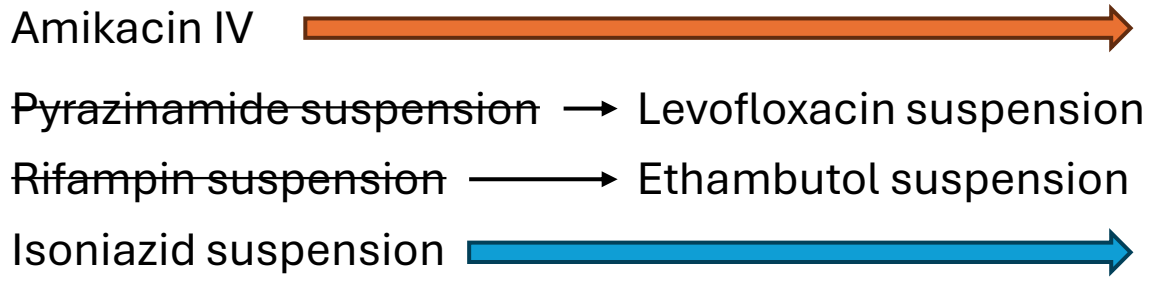 Amikacin IV
Pyrazinamide suspension Levofloxacin suspension
Rifampin suspension Ethambutol suspension
Isoniazid suspension